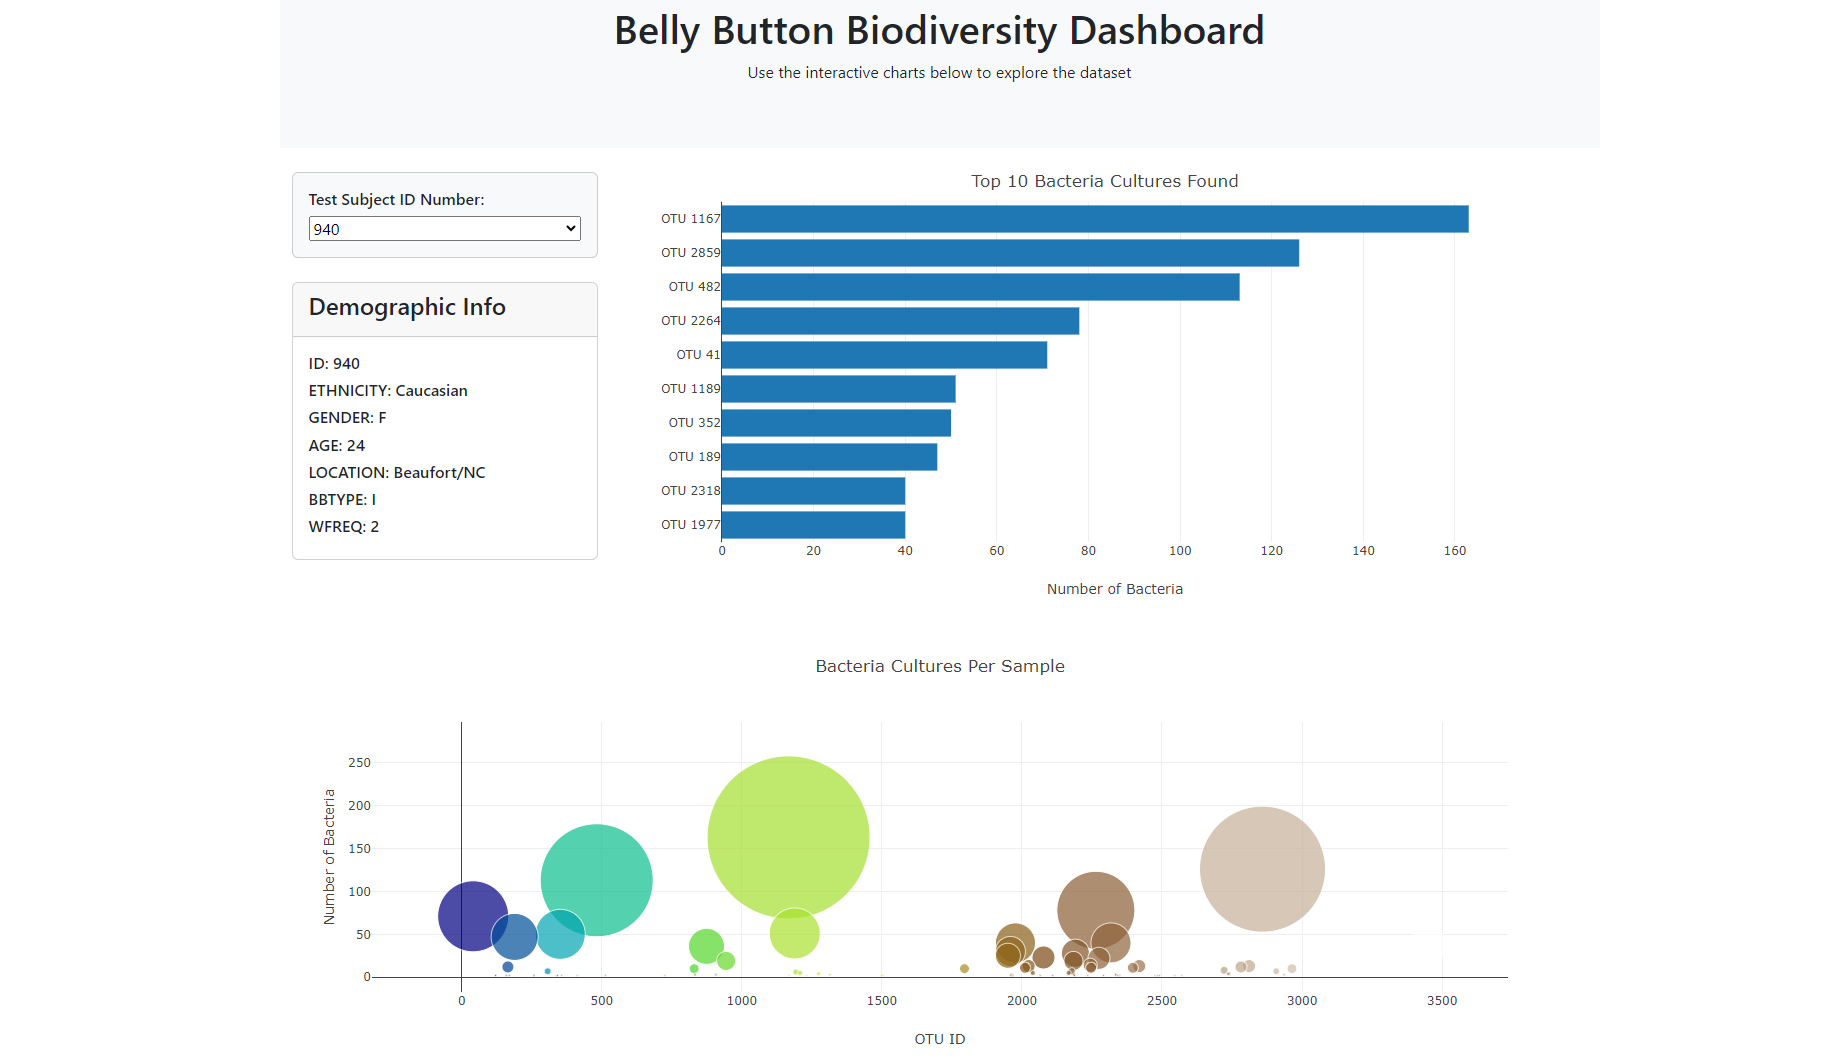 Belly Button Biodiversity Dashboard
Use the interactive charts below to explore the dataset
Test Subject ID Number:
940
Demographic Info
ID: 940
ETHNICITY: Caucasian
GENDER: F
AGE: 24
LOCATION: Beaufort/NC
BBTYPE: I
WFREQ: 2
Top 10 Bacteria Cultures Found
OTU 1167
OTU 2859
OTU 482
OTU 2264
OTU 41
OTU 1189
OTU 352
OTU 189
OTU 2318
OTU 1977
0 20 40 60 80 100 120 140 160
Number of Bacteria
Bacteria Cultures Per Sample
Number of Bacteria
250
200
150
100
50
0
0 500 1000 1500 2000 2500 3000 3500
OTU ID